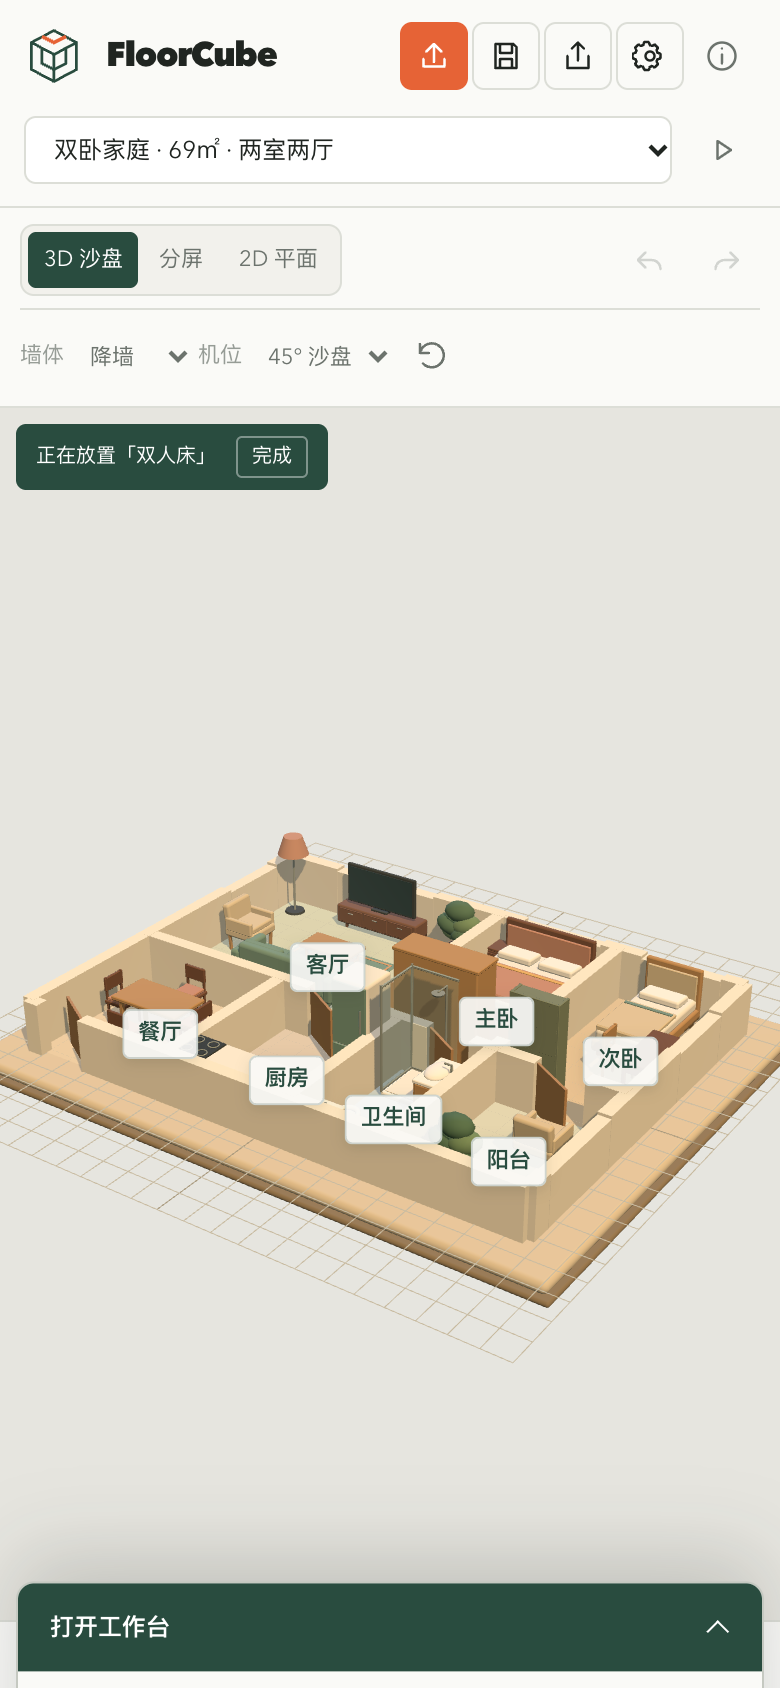 FloorCube
双卧家庭 · 69㎡ · 两室两厅
3D 沙盘 分屏 2D 平面
墙体 降墙 机位 45° 沙盘
正在放置「双人床」 完成
客厅
主卧
餐厅
次卧
厨房
卫生间
阳台
打开工作台